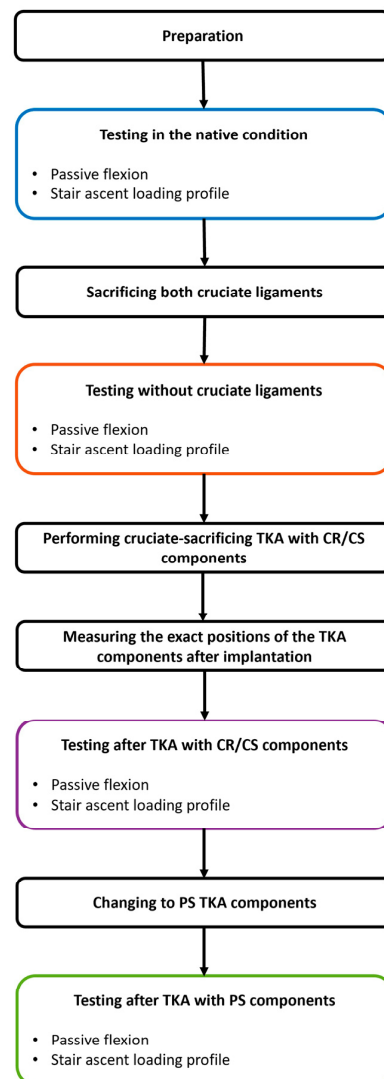 Preparation
Testing in the native condition
• Passive flexion
• Stair ascent loading profile
Sacrificing both cruciate ligaments
Testing without cruciate ligaments
• Passive flexion
• Stair ascent loading profile
Performing cruciate-sacrificing TKA with CR/CS
components
Measuring the exact positions of the TKA
components after implantation
Testing after TKA with CR/CS components
• Passive flexion
• Stair ascent loading profile
Changing to PS TKA components
Testing after TKA with PS components
• Passive flexion
• Stair ascent loading profile